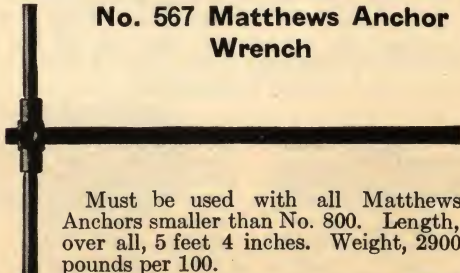 No. 567 Matthews Anchor
Wrench
Must be used with all Matthews
Anchors smaller than No. 800. Length,
over all, 5 feet 4 inches. Weight, 2900
pounds per 100.